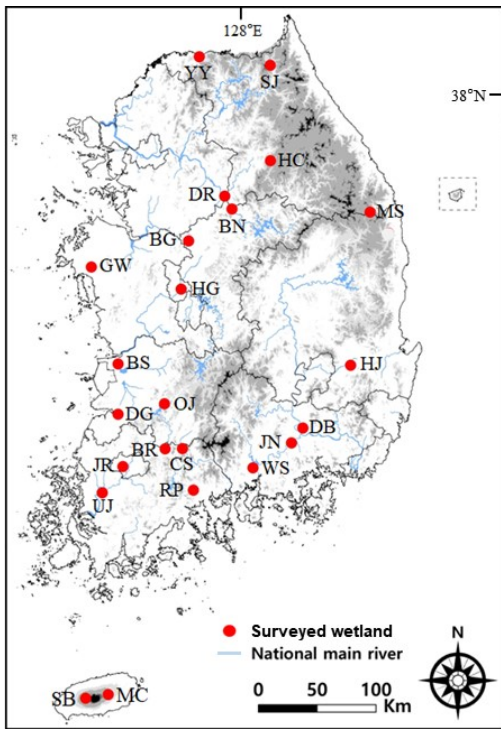 128°E
YY
SJ
38°N
HC
DR
BN
MS
BG
GW
HG
BS
HJ
OJ
DG
DB
JN
BR
CS
JR
WS
RP
UJ
Surveyed wetland
National main river
N
0 50 100
Km
SB
MC